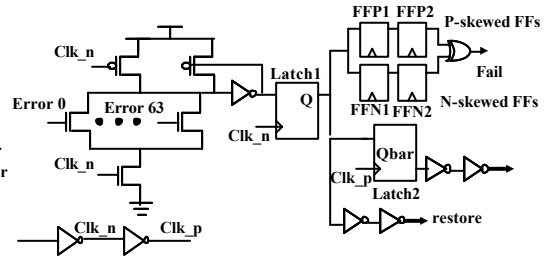 FFP1 FFP2
P-skewed FFs
Clk_n
Latch1
Fail
Error 0
Error 63
Q
FFN1 FFN2
N-skewed FFs
Clk_n
Clk_n
Qbar
r
Clk_p
Latch2
Clk_n
Clk_p
restore